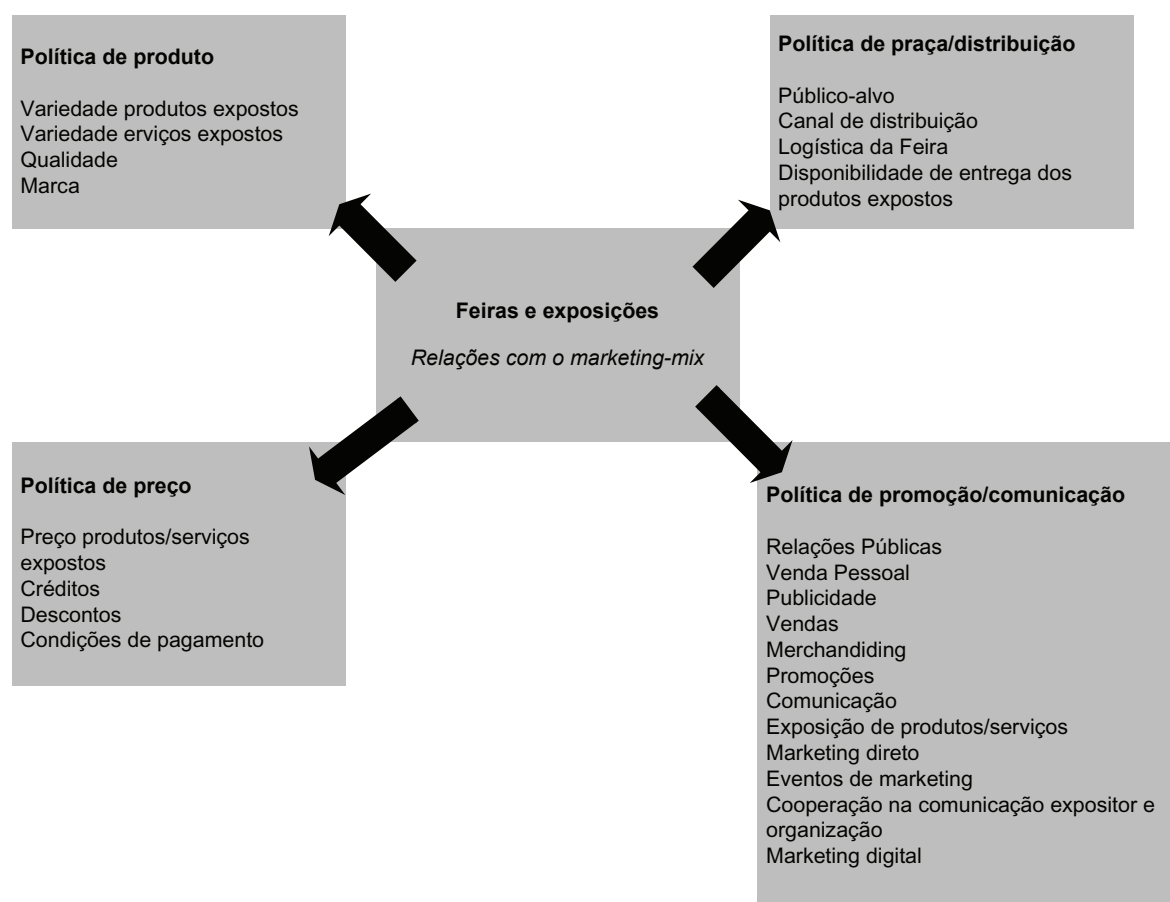 Política de produto
Variedade produtos expostos
Variedade erviços expostos
Qualidade
Marca
Política de praça/distribuição
Público-alvo
Canal de distribuição
Logística da Feira
Disponibilidade de entrega dos
produtos expostos
Feiras e exposições
Relações com o marketing-mix
Política de preço
Preço produtos/serviços
expostos
Créditos
Descontos
Condições de pagamento
Política de promoção/comunicação
Relações Públicas
Venda Pessoal
Publicidade
Vendas
Merchandiding
Promoções
Comunicação
Exposição de produtos/serviços
Marketing direto
Eventos de marketing
Cooperação na comunicação expositor e
organização
Marketing digital